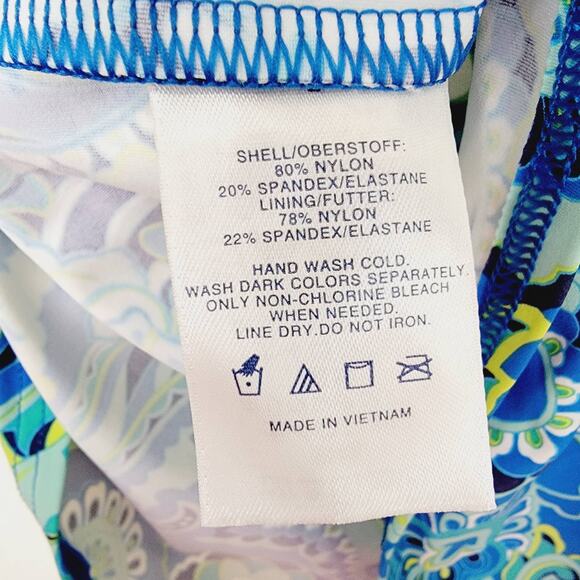 SHELL/OBERSTOFF:
80% NYLON
20% SPANDEX/ELASTANE
LINING/FUTTER:
78% NYLON
22% SPANDEX/ELASTANE
HAND WASH COLD.
WASH DARK COLORS SEPARATELY.
ONLY NON-CHLORINE BLEACH
WHEN NEEDED.
LINE DRY.DO NOT IRON.
MADE IN VIETNAM